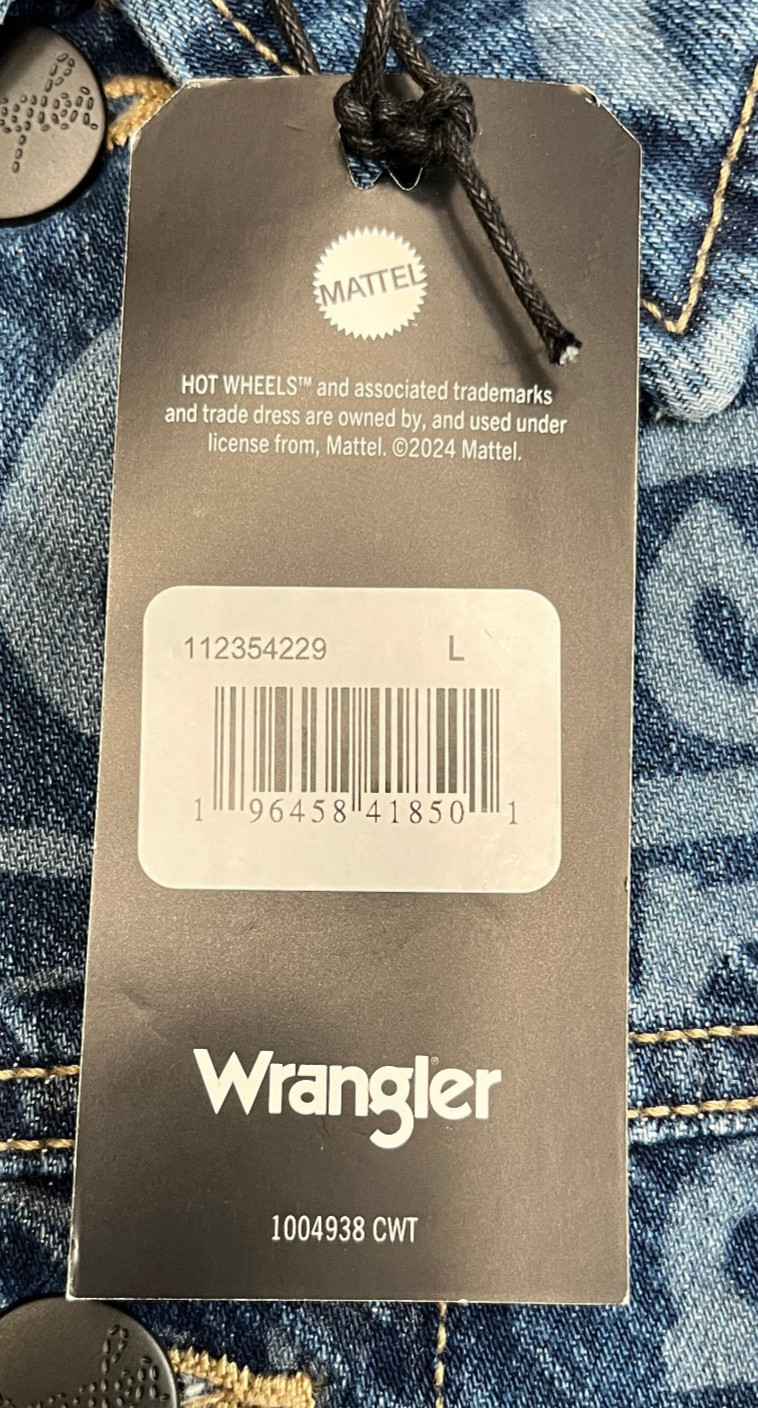 MATTEL
HOT WHEELS™ and associated trademarks
and trade dress are owned by, and used under
license from, Mattel. ©2024 Mattel.
112354229 L
1 96458 41850 1
Wrangler®
1004938 CWT